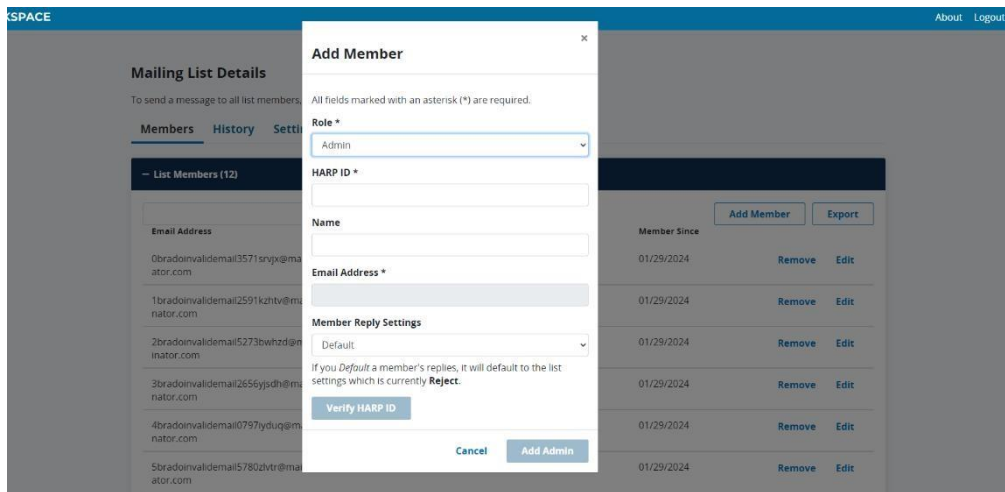 KSPACE
About Logout
Mailing List Details
To send a message to all list members,
Members History
Add Member
×
All fields marked with an asterisk (*) are required.
Role *
Admin
HARP ID *
Name
Email Address *
Member Reply Settings
Default
If you Default a member's replies, it will default to the list
settings which is currently Reject.
Verify HARP ID
Cancel Add Admin
− List Members (12)
Add Member Export
Email Address Member Since
0bradoinvalidemail3571srvjx@ma
ator.com
01/29/2024 Remove Edit
1bradoinvalidemail2591kzhtv@ma
nator.com
01/29/2024 Remove Edit
2bradoinvalidemail5273bwhzd@n
inator.com
01/29/2024 Remove Edit
3bradoinvalidemail2656yjsdh@ma
nator.com
01/29/2024 Remove Edit
4bradoinvalidemail0797iyduq@m
nator.com
01/29/2024 Remove Edit
5bradoinvalidemail5780zlvtr@mai
ator.com
01/29/2024 Remove Edit